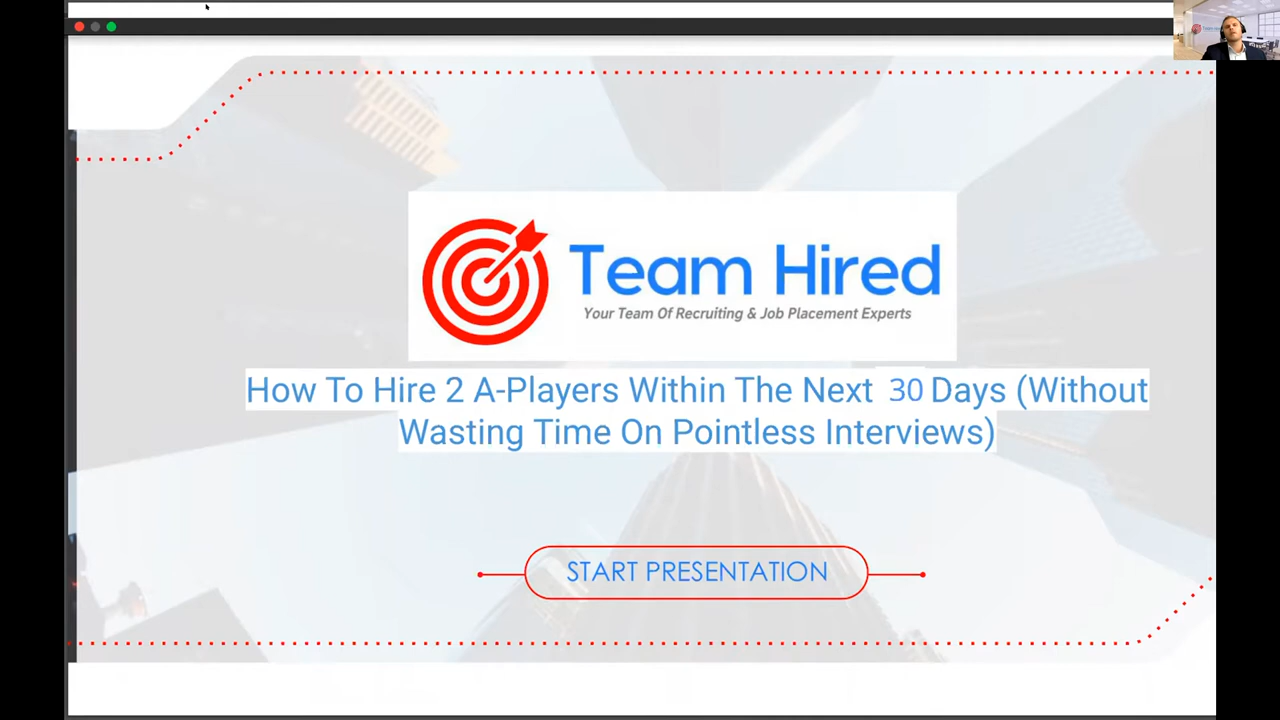 Team Hired
Your Team Of Recruiting & Job Placement Experts
How To Hire 2 A-Players Within The Next 30 Days (Without
Wasting Time On Pointless Interviews)
START PRESENTATION